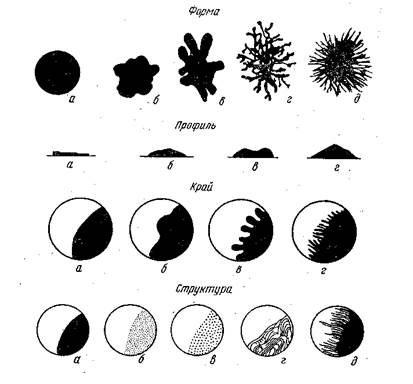 Форма
а б в г д
Профиль
а б в г
Край
а б в г
Структура
а б в г д